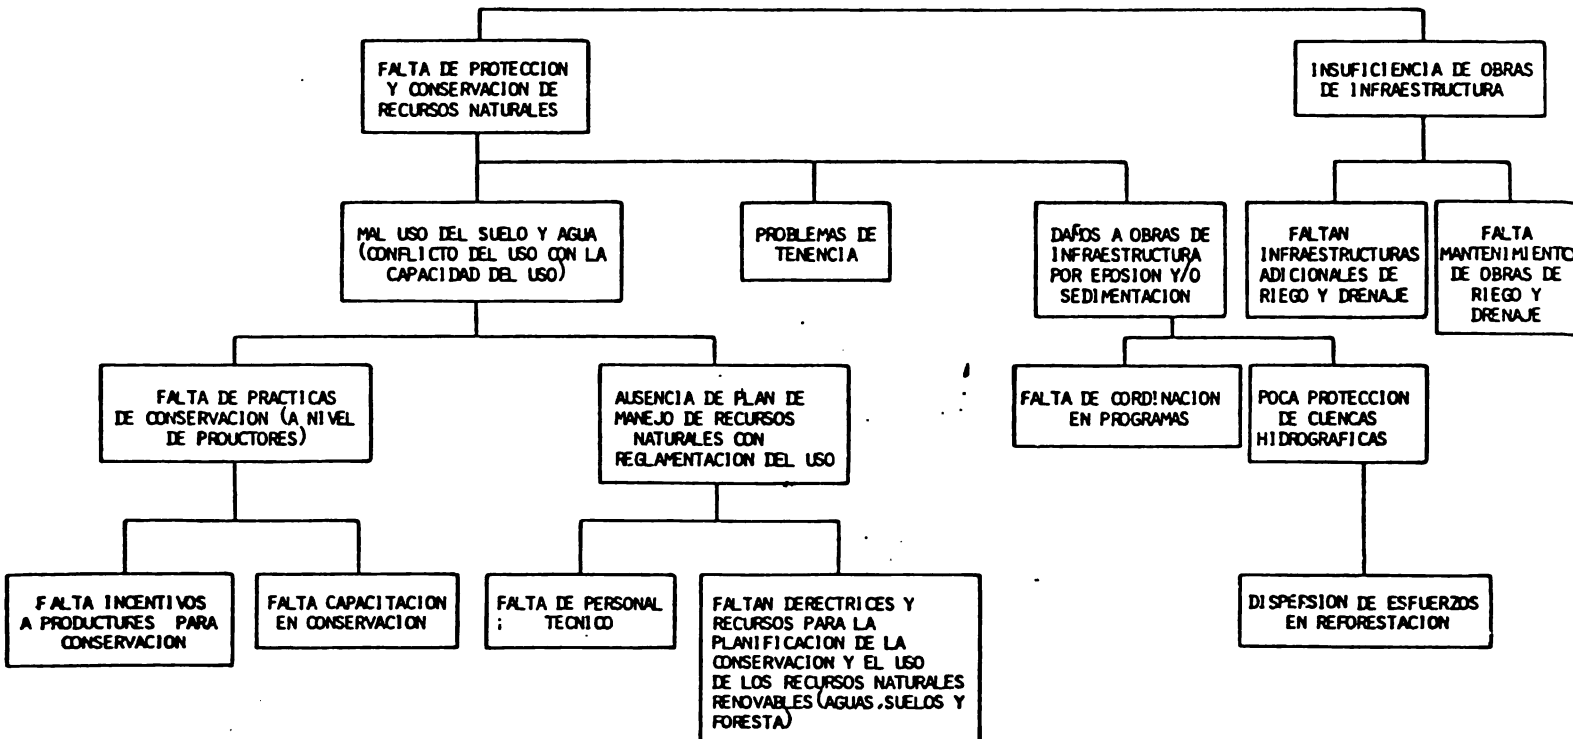 FALTA DE PROTECCION
Y CONSERVACION DE
RECURSOS NATURALES
INSUFICIENCIA DE OBRAS
DE INFRAESTRUCTURA
MAL USO DEL SUELO Y AGUA
(CONFLICTO DEL USO CON LA
CAPACIDAD DEL USO)
PROBLEMAS DE
TENENCIA
DAÑOS A OBRAS DE
INFRAESTRUCTURA
POR EPOSION Y/O
SEDIMENTACION
FALTAN
INFRAESTRUCTURAS
ADICIONALES DE
RIEGO Y DRENAJE
FALTA
MANTENIMIENTO
DE OBRAS DE
RIEGO Y
DRENAJE
FALTA DE PRACTICAS
DE CONSERVACION (A NIVEL
DE PROUCTORES)
AUSENCIA DE PLAN DE
MANEJO DE RECURSOS
NATURALES CON
REGLAMENTACION DEL USO
FALTA DE CORD!NACION
EN PROGRAMAS
POCA PROTECCION
DE CUENCAS
HIDROGRAFICAS
FALTA INCENTIVOS
A PRODUCTURES PARA
CONSERVACION
FALTA CAPACITACION
EN CONSERVACION
FALTA DE PERSONAL
TECNICO
FALTAN DERECTRICES Y
RECURSOS PARA LA
PLANIFICACION DE LA
CONSERVACION Y EL USO
DE LOS RECURSOS NATURALES
RENOVABLES (AGUAS,SUELOS Y
FORESTA)
DISPEFSION DE ESFUERZOS
EN REFORESTACION